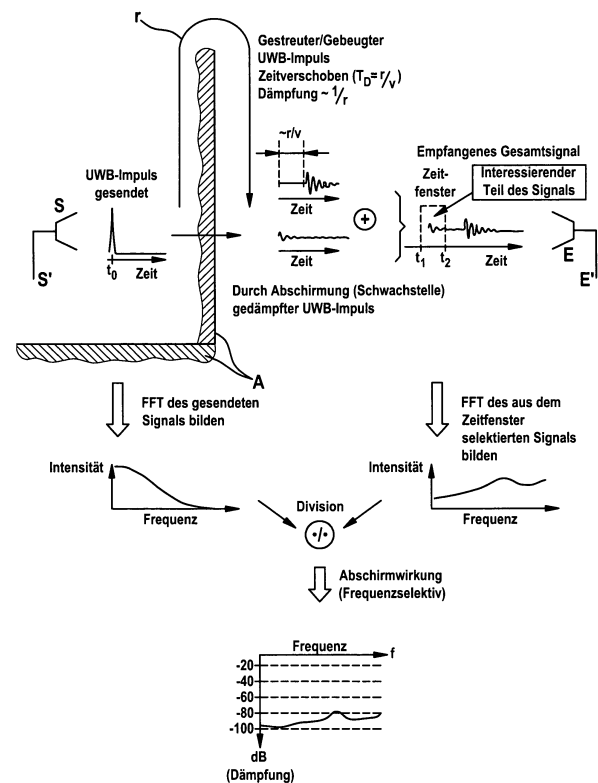 r
Gestreuter/Gebeugter
UWB-Impuls
Zeitverschoben (T_D= r/v)
Dämpfung ~ 1/r
~r/v
UWB-Impuls
gesendet
S
S'
t0
Zeit
Zeit
Zeit
+
Empfangenes Gesamtsignal
Zeit-
fenster
Interessierender
Teil des Signals
t1
t2
Zeit
E
E'
Durch Abschirmung (Schwachstelle)
gedämpfter UWB-Impuls
A
FFT des gesendeten
Signals bilden
FFT des aus dem
Zeitfenster
selektierten Signals
bilden
Intensität
Frequenz
Intensität
Frequenz
Division
•/•
Abschirmwirkung
(Frequenzselektiv)
Frequenz
f
-20
-40
-60
-80
-100
dB
(Dämpfung)